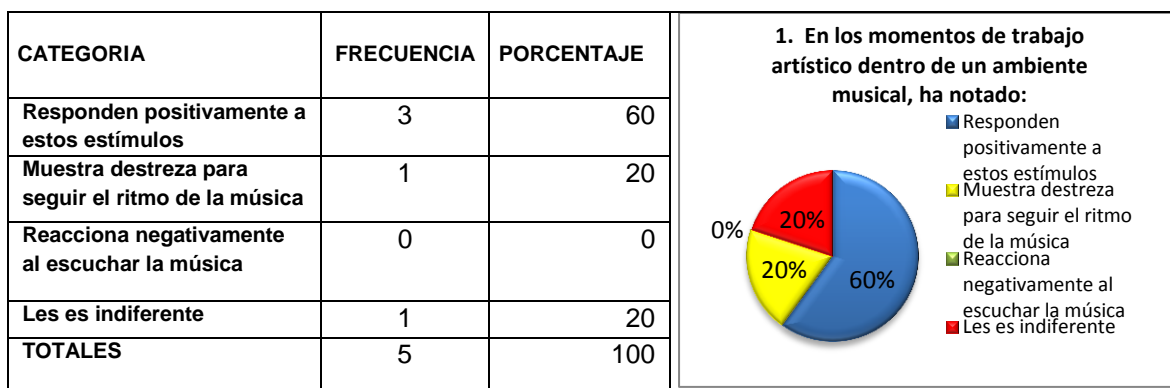 CATEGORIA FRECUENCIA PORCENTAJE
Responden positivamente a
estos estímulos 3 60
Muestra destreza para
seguir el ritmo de la música 1 20
Reacciona negativamente
al escuchar la música 0 0
Les es indiferente 1 20
TOTALES 5 100
1. En los momentos de trabajo
artístico dentro de un ambiente
musical, ha notado:
60%
20%
0%
20%
Responden
positivamente a
estos estímulos
Muestra destreza
para seguir el ritmo
de la música
Reacciona
negativamente al
escuchar la música
Les es indiferente